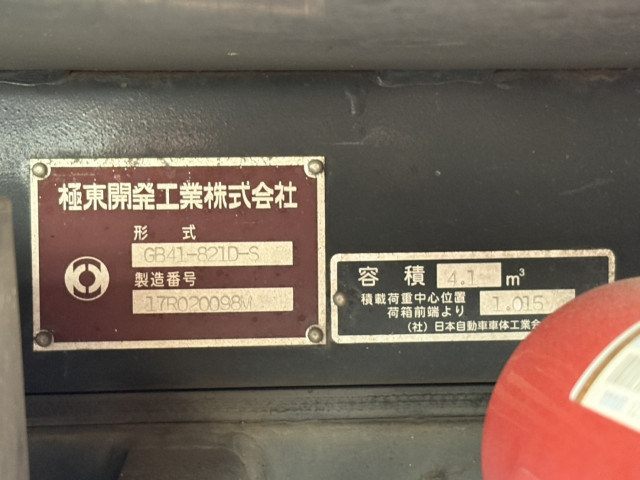 極東開発工業株式会社
形 式
GB41-821D-S
製造番号
17R020098M
容 積 4.1 m³
積載荷重中心位置
荷箱前端より 1.015
(社)日本自動車車体工業会